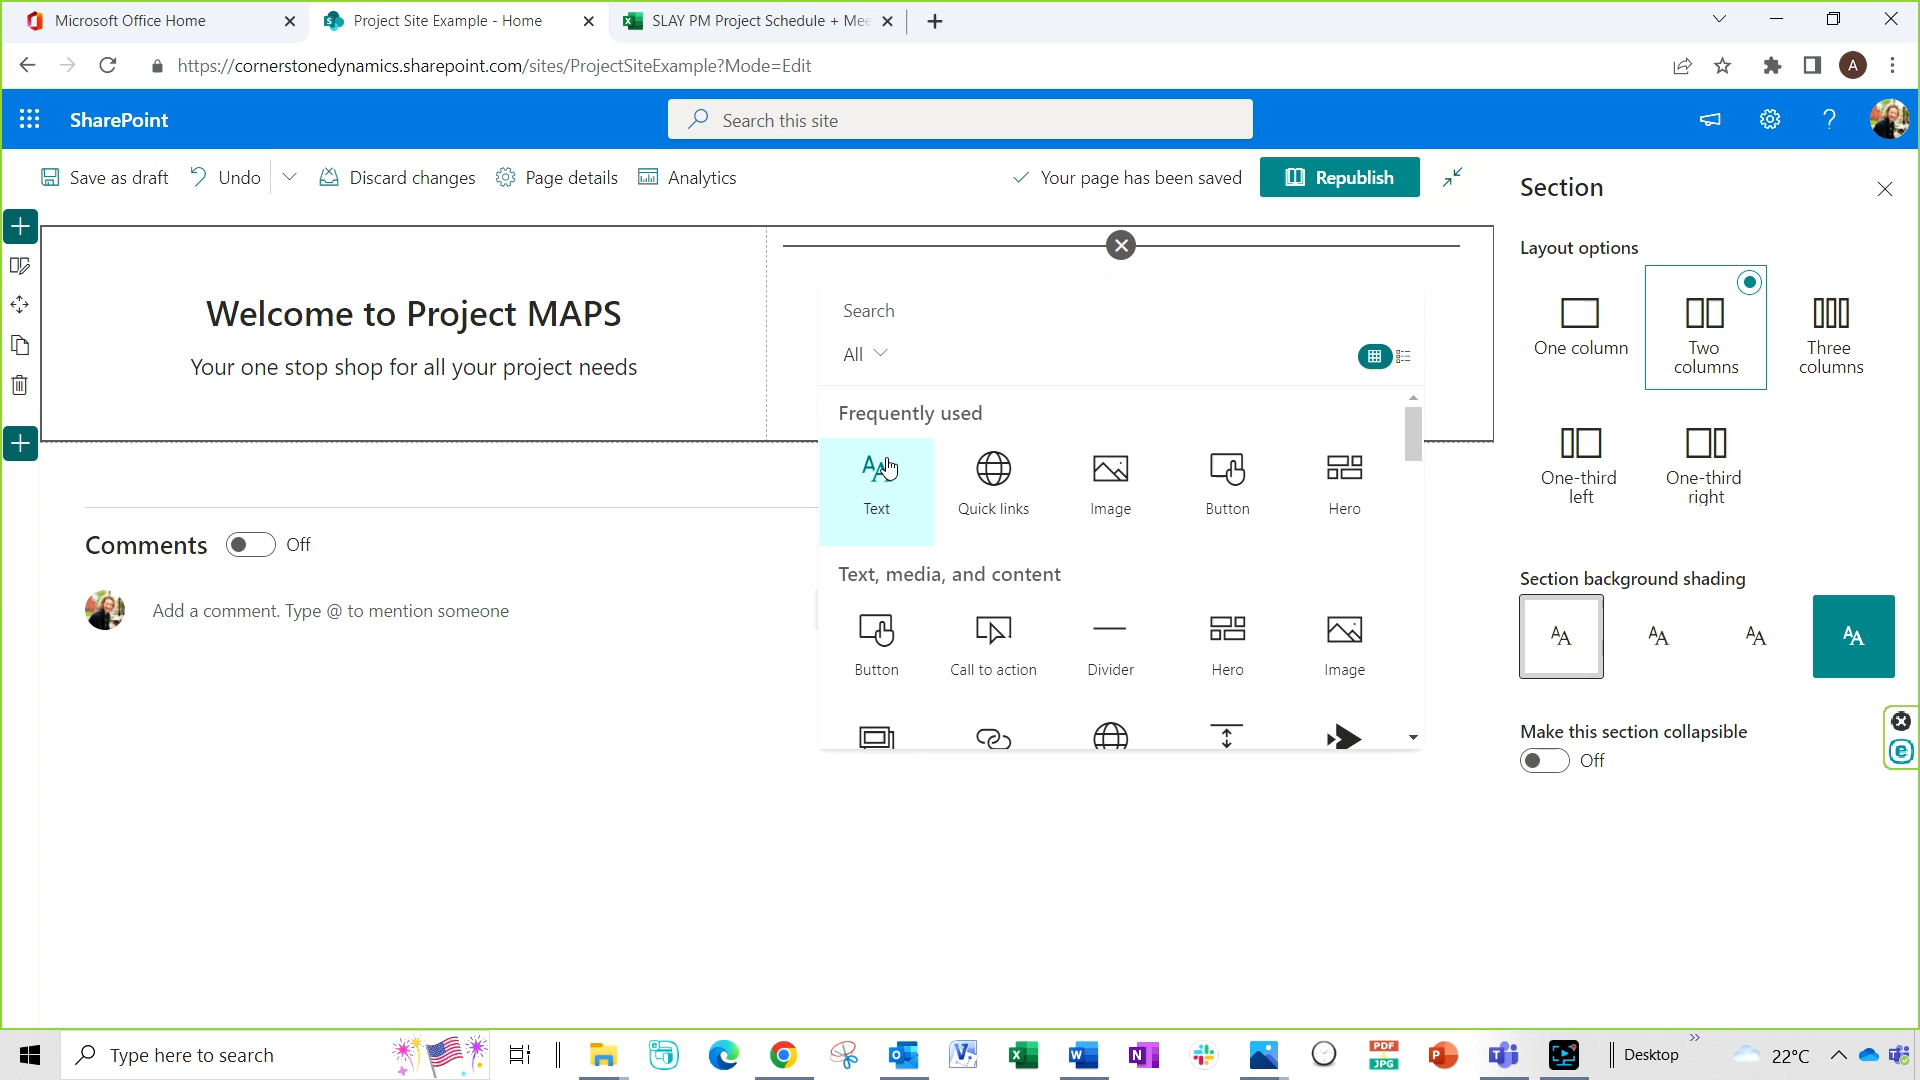 Microsoft Office Home
Project Site Example - Home
SLAY PM Project Schedule + Mee
https://cornerstonedynamics.sharepoint.com/sites/ProjectSiteExample?Mode=Edit
A
SharePoint
Search this site
Save as draft
Undo
Discard changes
Page details
Analytics
Your page has been saved
Republish
Welcome to Project MAPS
Your one stop shop for all your project needs
Comments
Off
Add a comment. Type @ to mention someone
Search
All
Frequently used
Text
Quick links
Image
Button
Hero
Text, media, and content
Button
Call to action
Divider
Hero
Image
Section
Layout options
One column
Two
columns
Three
columns
One-third
left
One-third
right
Section background shading
Make this section collapsible
Off
Type here to search
PDF
JPG
Desktop
22°C